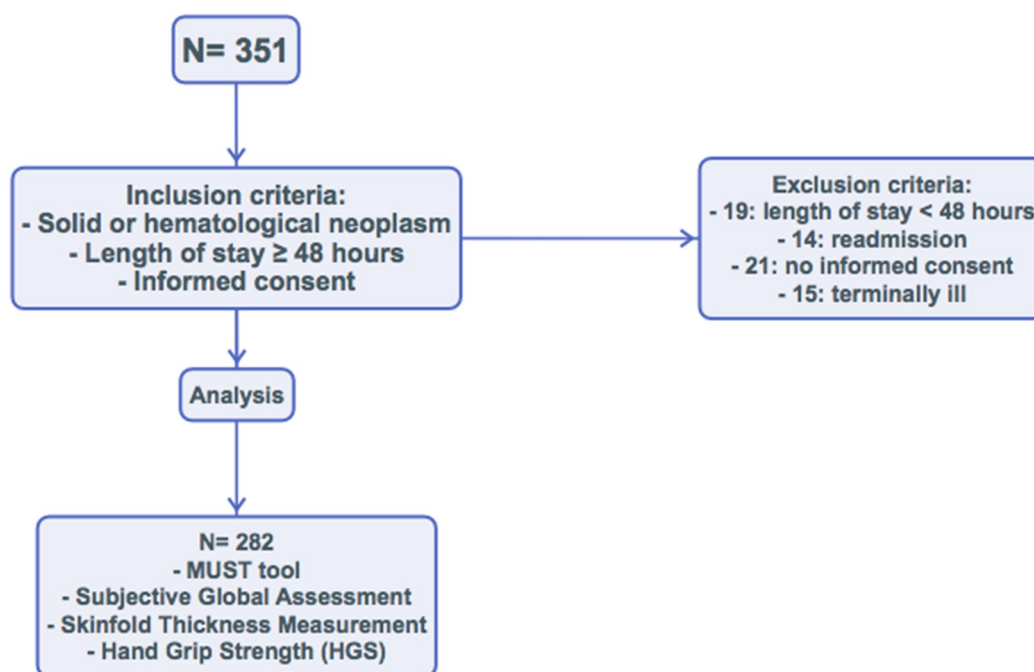 N= 351
Inclusion criteria:
- Solid or hematological neoplasm
- Length of stay ≥ 48 hours
- Informed consent
Exclusion criteria:
- 19: length of stay < 48 hours
- 14: readmission
- 21: no informed consent
- 15: terminally ill
Analysis
N= 282
- MUST tool
- Subjective Global Assessment
- Skinfold Thickness Measurement
- Hand Grip Strength (HGS)